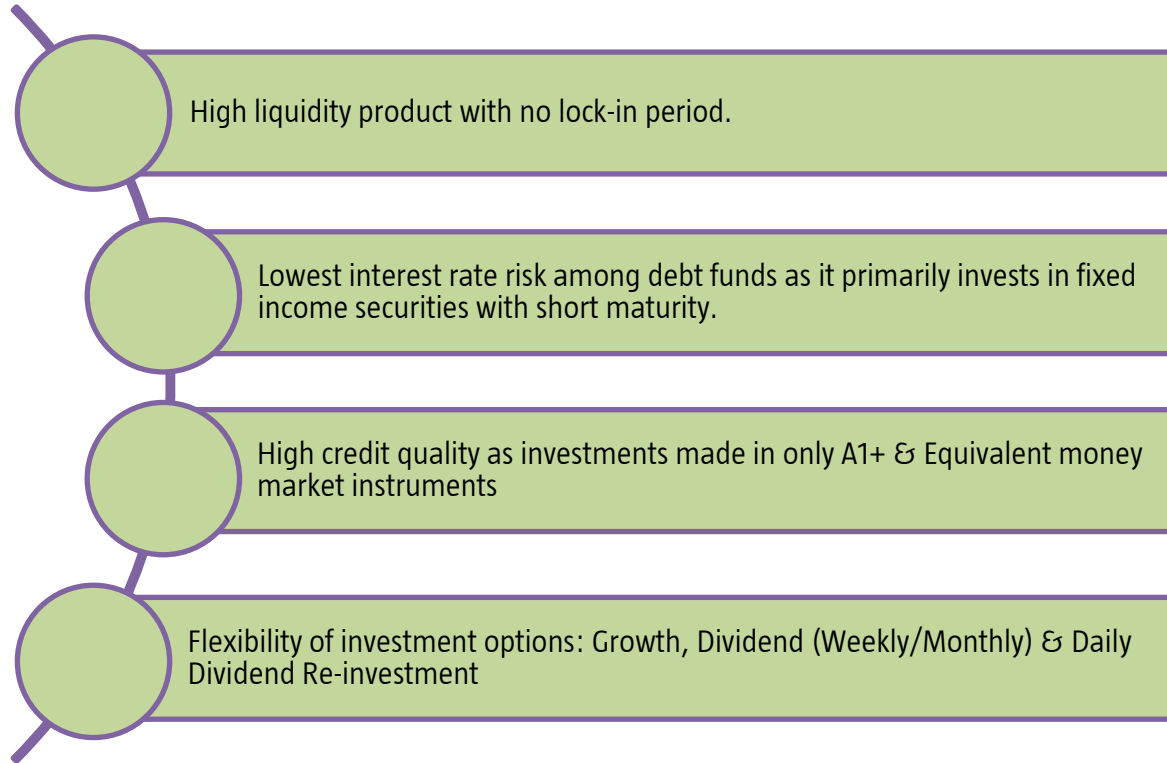 High liquidity product with no lock-in period.
Lowest interest rate risk among debt funds as it primarily invests in fixed
income securities with short maturity.
High credit quality as investments made in only A1+ & Equivalent money
market instruments
Flexibility of investment options: Growth, Dividend (Weekly/Monthly) & Daily
Dividend Re-investment